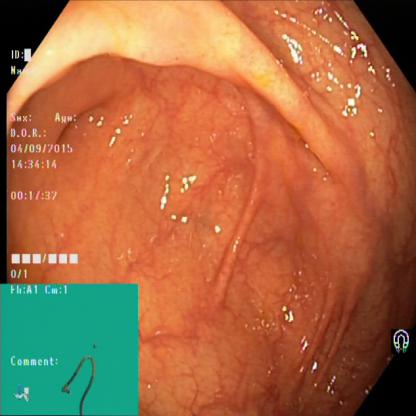 ID:
Na
Sex: Age:
D.O.B.:
04/09/2015
14:34:14
00:17:37
0/1
Eh:A1 Cm:1
Comment: